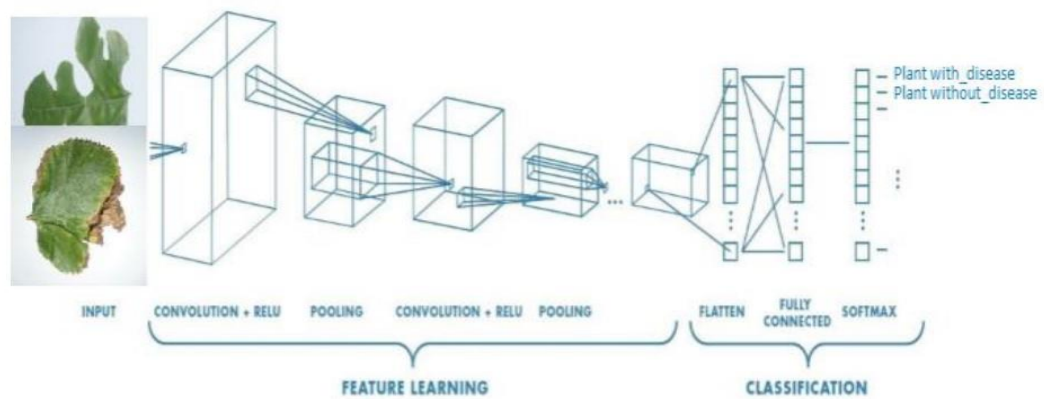 Plant with_disease
Plant without_disease
INPUT
CONVOLUTION + RELU
POOLING
CONVOLUTION + RELU
POOLING
FLATTEN
FULLY
CONNECTED
SOFTMAX
FEATURE LEARNING
CLASSIFICATION